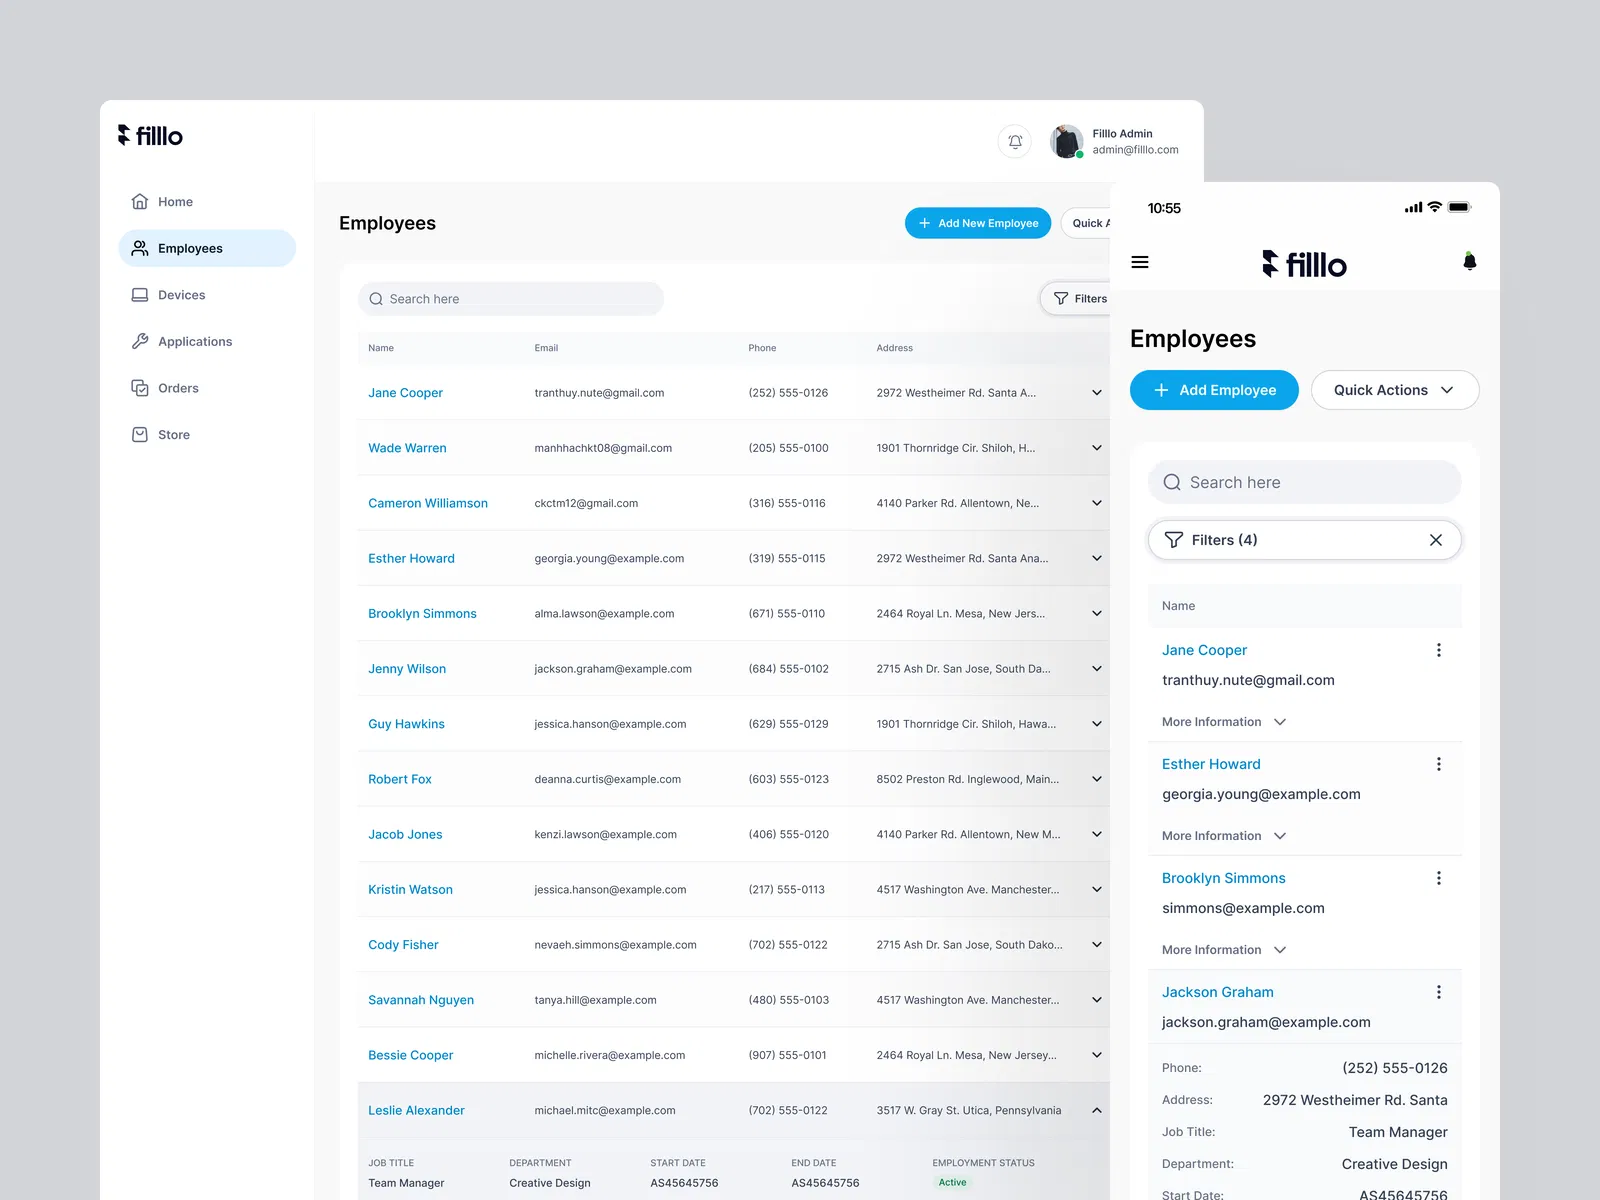 filllo
Filllo Admin
admin@filllo.com
Home
Employees
Devices
Applications
Orders
Store
Employees
Add New Employee
Quick A
Search here
Filters
Name Email Phone Address
Jane Cooper tranthuy.nute@gmail.com (252) 555-0126 2972 Westheimer Rd. Santa A...
Wade Warren manhhachkt08@gmail.com (205) 555-0100 1901 Thornridge Cir. Shiloh, H...
Cameron Williamson ckctm12@gmail.com (316) 555-0116 4140 Parker Rd. Allentown, Ne...
Esther Howard georgia.young@example.com (319) 555-0115 2972 Westheimer Rd. Santa Ana...
Brooklyn Simmons alma.lawson@example.com (671) 555-0110 2464 Royal Ln. Mesa, New Jers...
Jenny Wilson jackson.graham@example.com (684) 555-0102 2715 Ash Dr. San Jose, South Da...
Guy Hawkins jessica.hanson@example.com (629) 555-0129 1901 Thornridge Cir. Shiloh, Hawa...
Robert Fox deanna.curtis@example.com (603) 555-0123 8502 Preston Rd. Inglewood, Main...
Jacob Jones kenzi.lawson@example.com (406) 555-0120 4140 Parker Rd. Allentown, New M...
Kristin Watson jessica.hanson@example.com (217) 555-0113 4517 Washington Ave. Manchester...
Cody Fisher nevaeh.simmons@example.com (702) 555-0122 2715 Ash Dr. San Jose, South Dako...
Savannah Nguyen tanya.hill@example.com (480) 555-0103 4517 Washington Ave. Manchester...
Bessie Cooper michelle.rivera@example.com (907) 555-0101 2464 Royal Ln. Mesa, New Jersey...
Leslie Alexander michael.mitc@example.com (702) 555-0122 3517 W. Gray St. Utica, Pennsylvania
JOB TITLE DEPARTMENT START DATE END DATE EMPLOYMENT STATUS
Team Manager Creative Design AS45645756 AS45645756 Active
10:55
filllo
Employees
Add Employee
Quick Actions
Search here
Filters (4)
Name
Jane Cooper
tranthuy.nute@gmail.com
More Information
Esther Howard
georgia.young@example.com
More Information
Brooklyn Simmons
simmons@example.com
More Information
Jackson Graham
jackson.graham@example.com
Phone: (252) 555-0126
Address: 2972 Westheimer Rd. Santa
Job Title: Team Manager
Department: Creative Design
Start Date: AS45645756